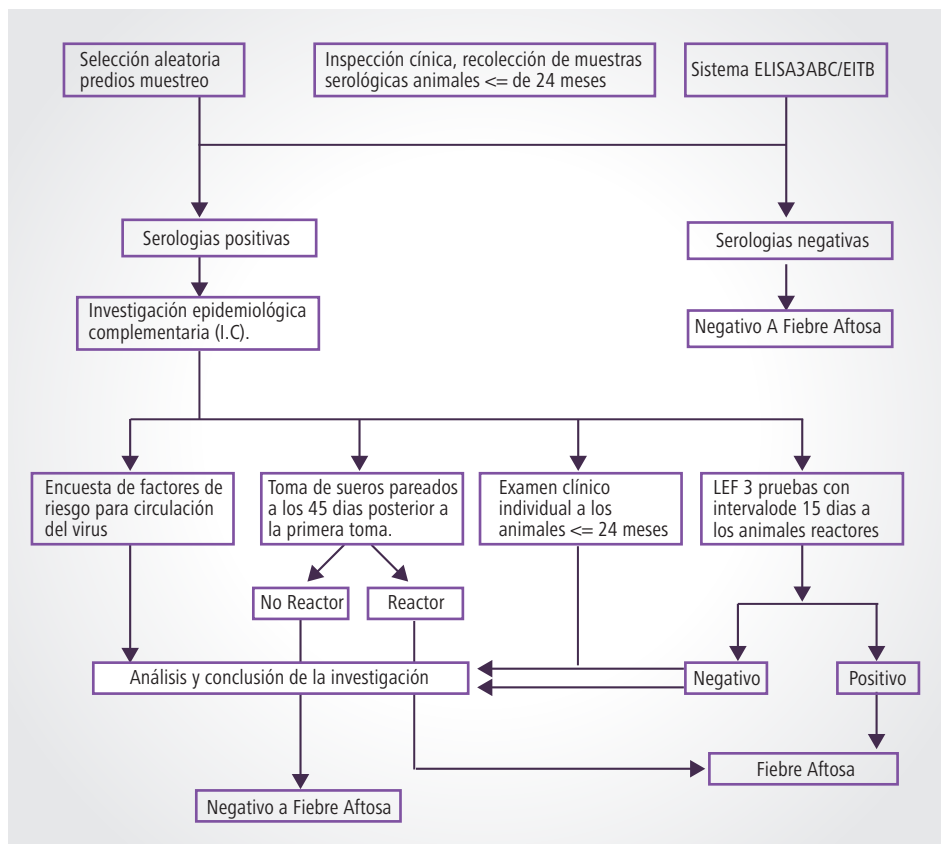 Selección aleatoria
predios muestreo
Inspección cínica, recolección de muestras
serológicas animales <= de 24 meses
Sistema ELISA3ABC/EITB
Serologias positivas
Serologias negativas
Investigación epidemiológica
complementaria (I.C).
Negativo A Fiebre Aftosa
Encuesta de factores de
riesgo para circulación
del virus
Toma de sueros pareados
a los 45 dias posterior a
la primera toma.
Examen clínico
individual a los
animales <= 24 meses
LEF 3 pruebas con
intervalode 15 dias a
los animales reactores
No Reactor
Reactor
Análisis y conclusión de la investigación
Negativo
Positivo
Fiebre Aftosa
Negativo a Fiebre Aftosa